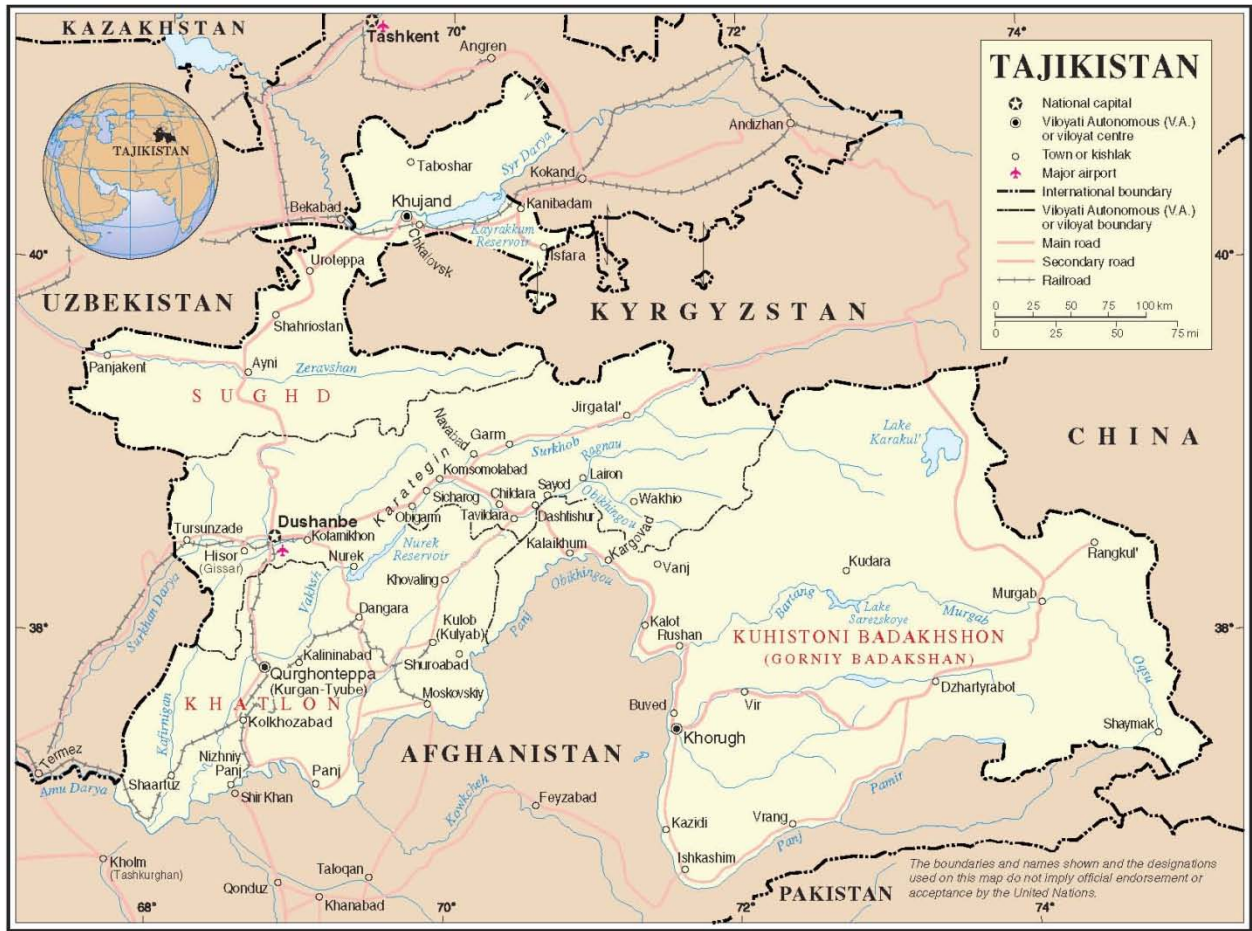 KAZAKHSTAN
70°
72°
74°
Tashkent
Angren
TAJIKISTAN
National capital
Viloyati Autonomous (V.A.)
or viloyat centre
Town or kishlak
Major airport
International boundary
Viloyati Autonomous (V.A.)
or viloyat boundary
Main road
Secondary road
Railroad
0 25 50 75 100 km
0 25 50 75 mi
TAJIKISTAN
Andizhan
Taboshar
Syr Darya
Kokand
Bekabad
Khujand
Kanibadam
Kayrakkum
Reservoir
Chkalovsk
Isfara
40°
40°
Uroteppa
UZBEKISTAN
KYRGYZSTAN
Shahriostan
Panjakent
Ayni
Zeravshan
SUGHD
Jirgatal'
Navabad
Garm
Surkhob
Lake
Karakul'
CHINA
Karategin
Ragnau
Komsomolabad
Lairon
Sicharog
Childara
Sayod
Obikhingou
Wakhio
Obigarm
Tavildara
Dashtishur
Dushanbe
Tursunzade
Kolamikhon
Hisor
(Gissar)
Nurek
Nurek
Reservoir
Kalaikhum
Kargovad
Rangkul'
Khovaling
Obikhingou
Vanj
Kudara
Surkhan Darya
Vakhsh
Dangara
Bartang
Murgab
Murgab
Lake
Sarezskoye
Panj
38°
38°
Kulob
(Kulyab)
Kalot
Rushan
KUHISTONI BADAKHSHON
(GORNIY BADAKSHAN)
Kalininabad
Shuroabad
Oqsu
Qurghonteppa
(Kurgan-Tyube)
Moskovskiy
Dzhartyrabot
KHATLON
Kafirnigan
Kolkhozabad
Buved
Vir
Shaymak
Khorugh
AFGHANISTAN
Termez
Nizhniy
Panj
Shaartuz
Panj
Amu Darya
Shir Khan
Kowkcheh
Feyzabad
Pamir
Kazidi
Vrang
Panj
Kholm
(Tashkurghan)
Taloqan
Ishkashim
Qonduz
Khanabad
PAKISTAN
The boundaries and names shown and the designations
used on this map do not imply official endorsement or
acceptance by the United Nations.
68°
70°
72°
74°